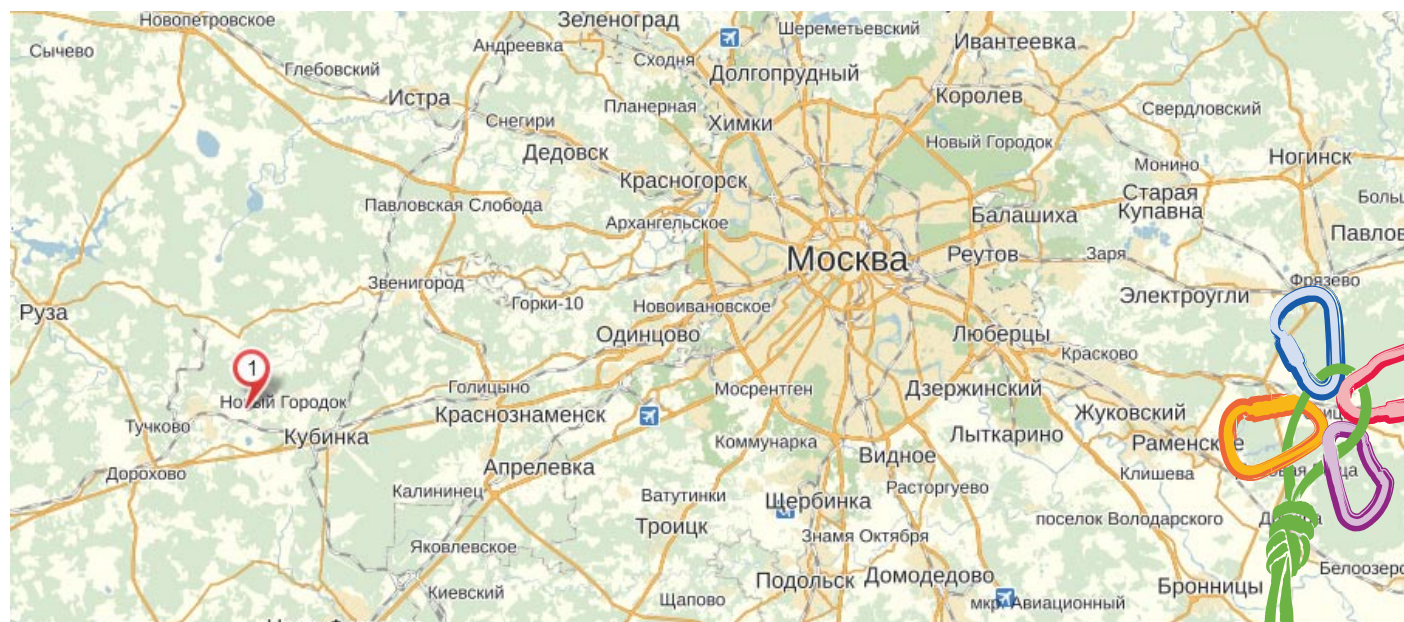 Новопетровское
Зеленоград
Шереметьевский
Ивантеевка
Сычево
Андреевка
Сходня
Глебовский
Долгопрудный
Истра
Планерная
Королев
Свердловский
Снегири
Химки
Новый Городок
Дедовск
Монино
Ногинск
Красногорск
Старая
Купавна
Павловская Слобода
Архангельское
Балашиха
Москва
Реутов
Заря
Звенигород
Горки-10
Новоивановское
Электроугли
Фрязево
Руза
Одинцово
Люберцы
Красково
1
Голицыно
Мосрентген
Дзержинский
Новый Городок
Краснознаменск
Жуковский
Тучково
Кубинка
Коммунарка
Лыткарино
Раменское
Видное
Дорохово
Апрелевка
Клишева
Калининец
Ватутинки
Щербинка
Расторгуево
Троицк
Знамя Октября
поселок Володарского
Яковлевское
Подольск
Домодедово
Киевский
Щапово
мкр. Авиационный
Бронницы